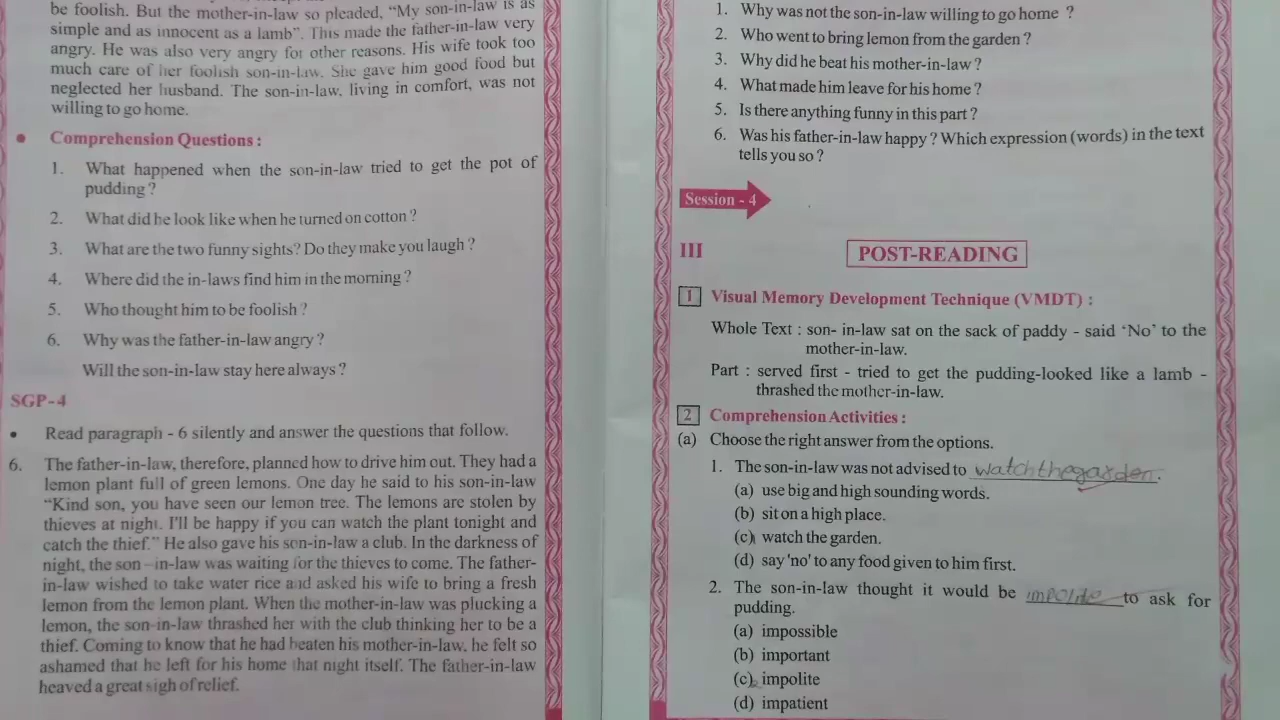 be foolish. But the mother-in-law so pleaded, “My son-in-law is as
simple and as innocent as a lamb”. This made the father-in-law very
angry. He was also very angry for other reasons. His wife took too
much care of her foolish son-in-law. She gave him good food but
neglected her husband. The son-in-law, living in comfort, was not
willing to go home.
• Comprehension Questions :
1. What happened when the son-in-law tried to get the pot of
pudding ?
2. What did he look like when he turned on cotton ?
3. What are the two funny sights? Do they make you laugh ?
4. Where did the in-laws find him in the morning ?
5. Who thought him to be foolish ?
6. Why was the father-in-law angry ?
Will the son-in-law stay here always ?
SGP-4
• Read paragraph - 6 silently and answer the questions that follow.
6. The father-in-law, therefore, planned how to drive him out. They had a
lemon plant full of green lemons. One day he said to his son-in-law
“Kind son, you have seen our lemon tree. The lemons are stolen by
thieves at night. I'll be happy if you can watch the plant tonight and
catch the thief.” He also gave his son-in-law a club. In the darkness of
night, the son –in-law was waiting for the thieves to come. The father-
in-law wished to take water rice and asked his wife to bring a fresh
lemon from the lemon plant. When the mother-in-law was plucking a
lemon, the son-in-law thrashed her with the club thinking her to be a
thief. Coming to know that he had beaten his mother-in-law, he felt so
ashamed that he left for his home that night itself. The father-in-law
heaved a great sigh of relief.
1. Why was not the son-in-law willing to go home ?
2. Who went to bring lemon from the garden ?
3. Why did he beat his mother-in-law ?
4. What made him leave for his home ?
5. Is there anything funny in this part ?
6. Was his father-in-law happy ? Which expression (words) in the text
tells you so ?
Session - 4
III POST-READING
1 Visual Memory Development Technique (VMDT) :
Whole Text : son- in-law sat on the sack of paddy - said ‘No’ to the
mother-in-law.
Part : served first - tried to get the pudding-looked like a lamb -
thrashed the mother-in-law.
2 Comprehension Activities :
(a) Choose the right answer from the options.
1. The son-in-law was not advised to watch the garden.
(a) use big and high sounding words.
(b) sit on a high place.
(c) watch the garden.
(d) say 'no' to any food given to him first.
2. The son-in-law thought it would be impolite to ask for
pudding.
(a) impossible
(b) important
(c) impolite
(d) impatient